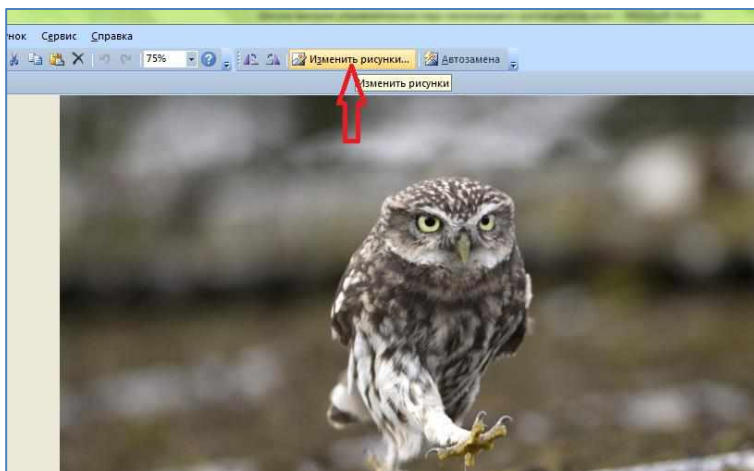 нок Сервис Справка
75% Изменить рисунки... Автозамена
Изменить рисунки